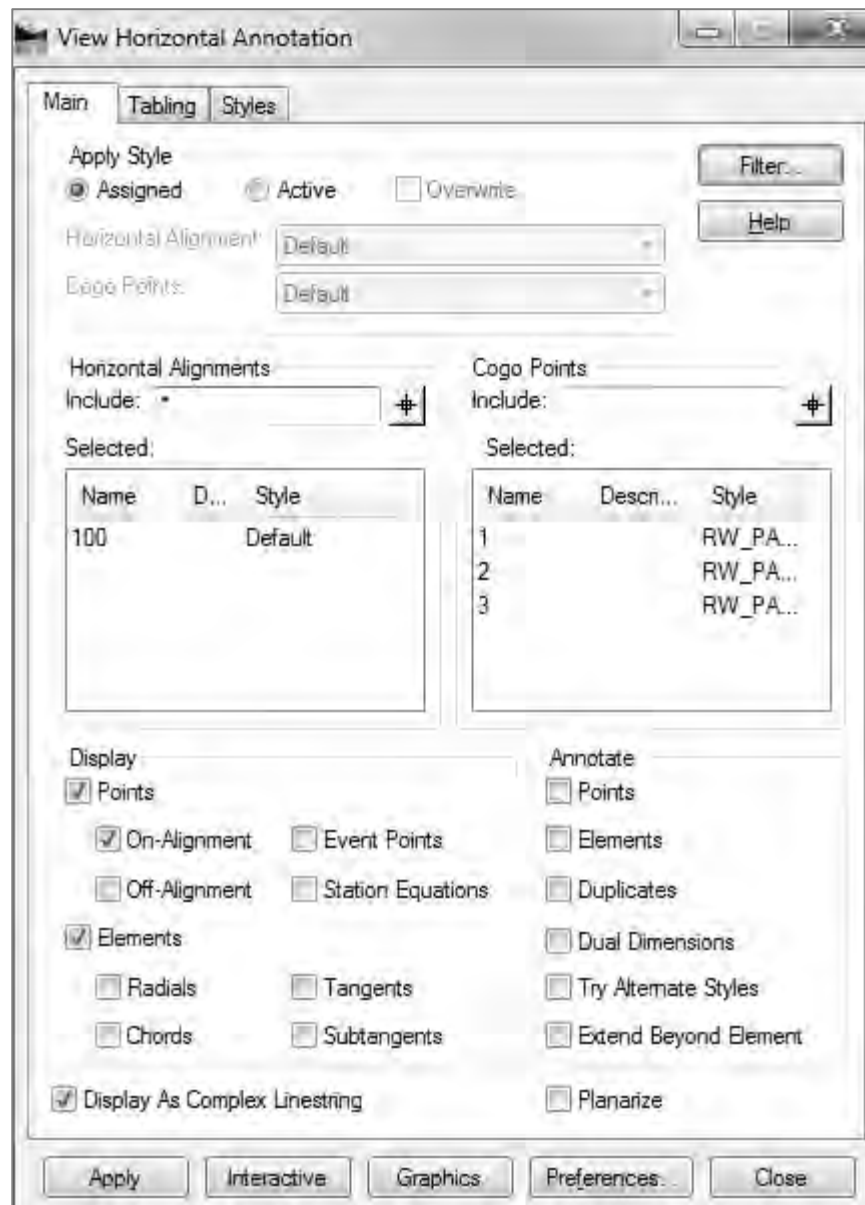 View Horizontal Annotation
Main Tabling Styles
Apply Style
Assigned Active Overwrite
Filter...
Horizontal Alignment: Default
Help
Cogo Points: Default
Horizontal Alignments
Include: *
Selected:
Name D... Style
100 Default
Cogo Points
Include:
Selected:
Name Descri... Style
1 RW_PA...
2 RW_PA...
3 RW_PA...
Display
Points
On-Alignment Event Points
Off-Alignment Station Equations
Elements
Radials Tangents
Chords Subtangents
Display As Complex Linestring
Annotate
Points
Elements
Duplicates
Dual Dimensions
Try Alternate Styles
Extend Beyond Element
Planarize
Apply Interactive Graphics Preferences... Close